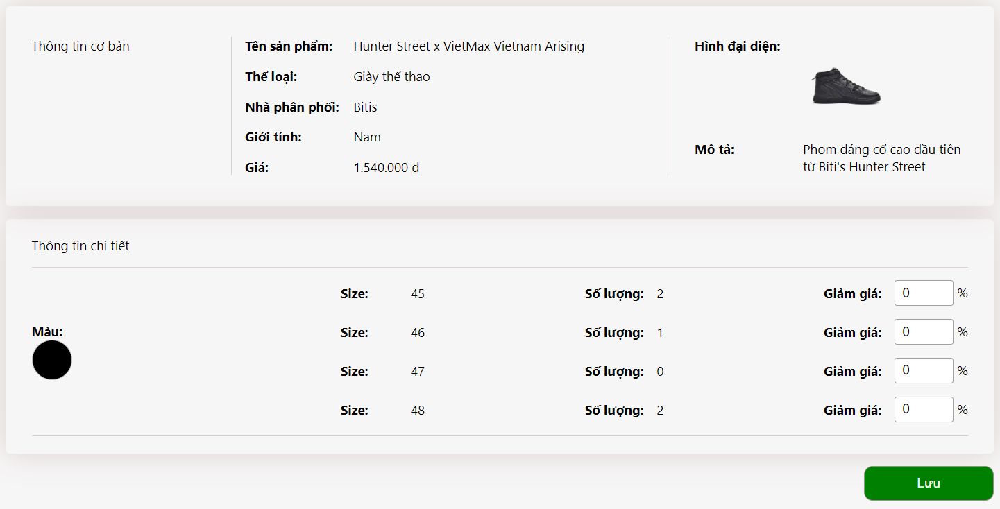 Thông tin cơ bản
Tên sản phẩm: Hunter Street x VietMax Vietnam Arising
Thể loại: Giày thể thao
Nhà phân phối: Bitis
Giới tính: Nam
Giá: 1.540.000 ₫
Hình đại diện:
Mô tả: Phom dáng cổ cao đầu tiên
từ Biti's Hunter Street
Thông tin chi tiết
Màu:
Size: 45 Số lượng: 2 Giảm giá: 0 %
Size: 46 Số lượng: 1 Giảm giá: 0 %
Size: 47 Số lượng: 0 Giảm giá: 0 %
Size: 48 Số lượng: 2 Giảm giá: 0 %
Lưu